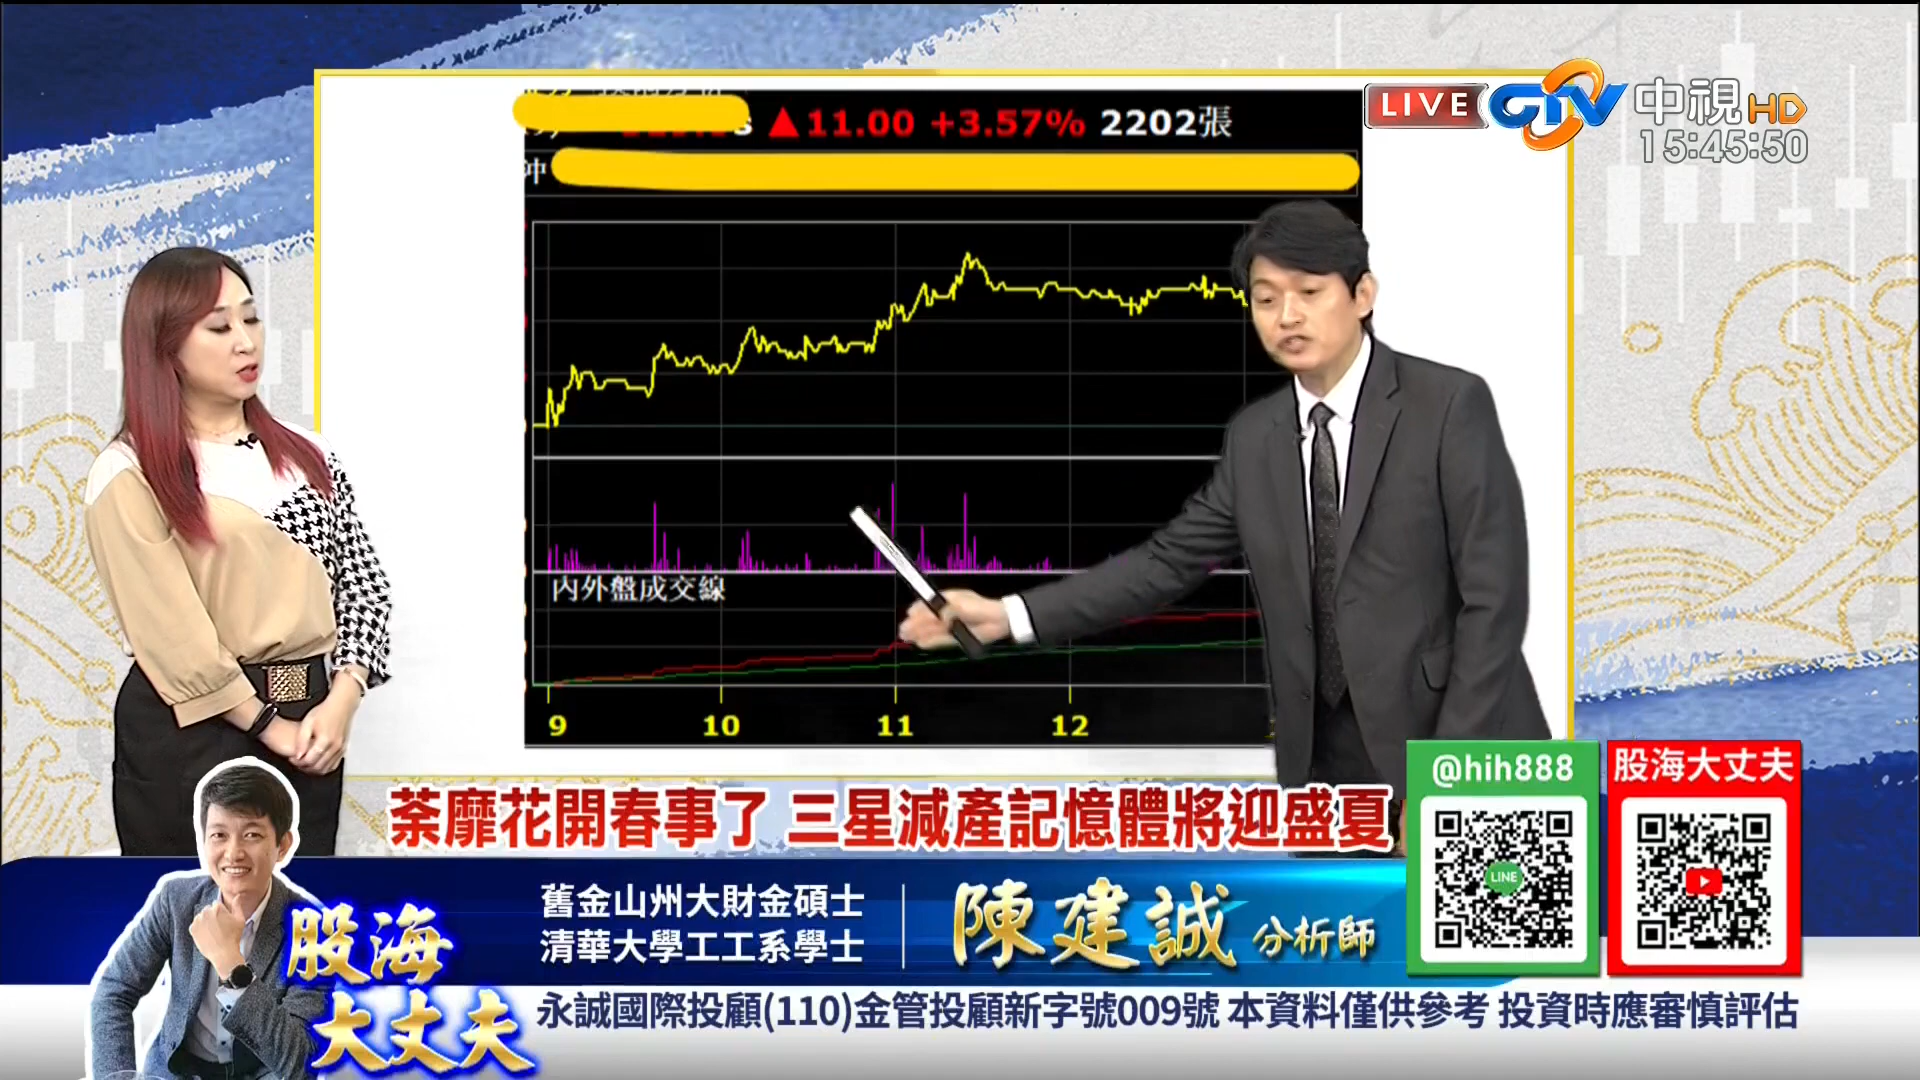 ▲11.00 +3.57% 2202張
沖
LIVE CTV 中視HD
15:45:50
內外盤成交線
9 10 11 12
@hih888
LINE
股海大丈夫
荼靡花開春事了 三星減產記憶體將迎盛夏
舊金山州大財金碩士
清華大學工工系學士
陳建誠 分析師
股海
大丈夫
永誠國際投顧(110)金管投顧新字號009號 本資料僅供參考 投資時應審慎評估